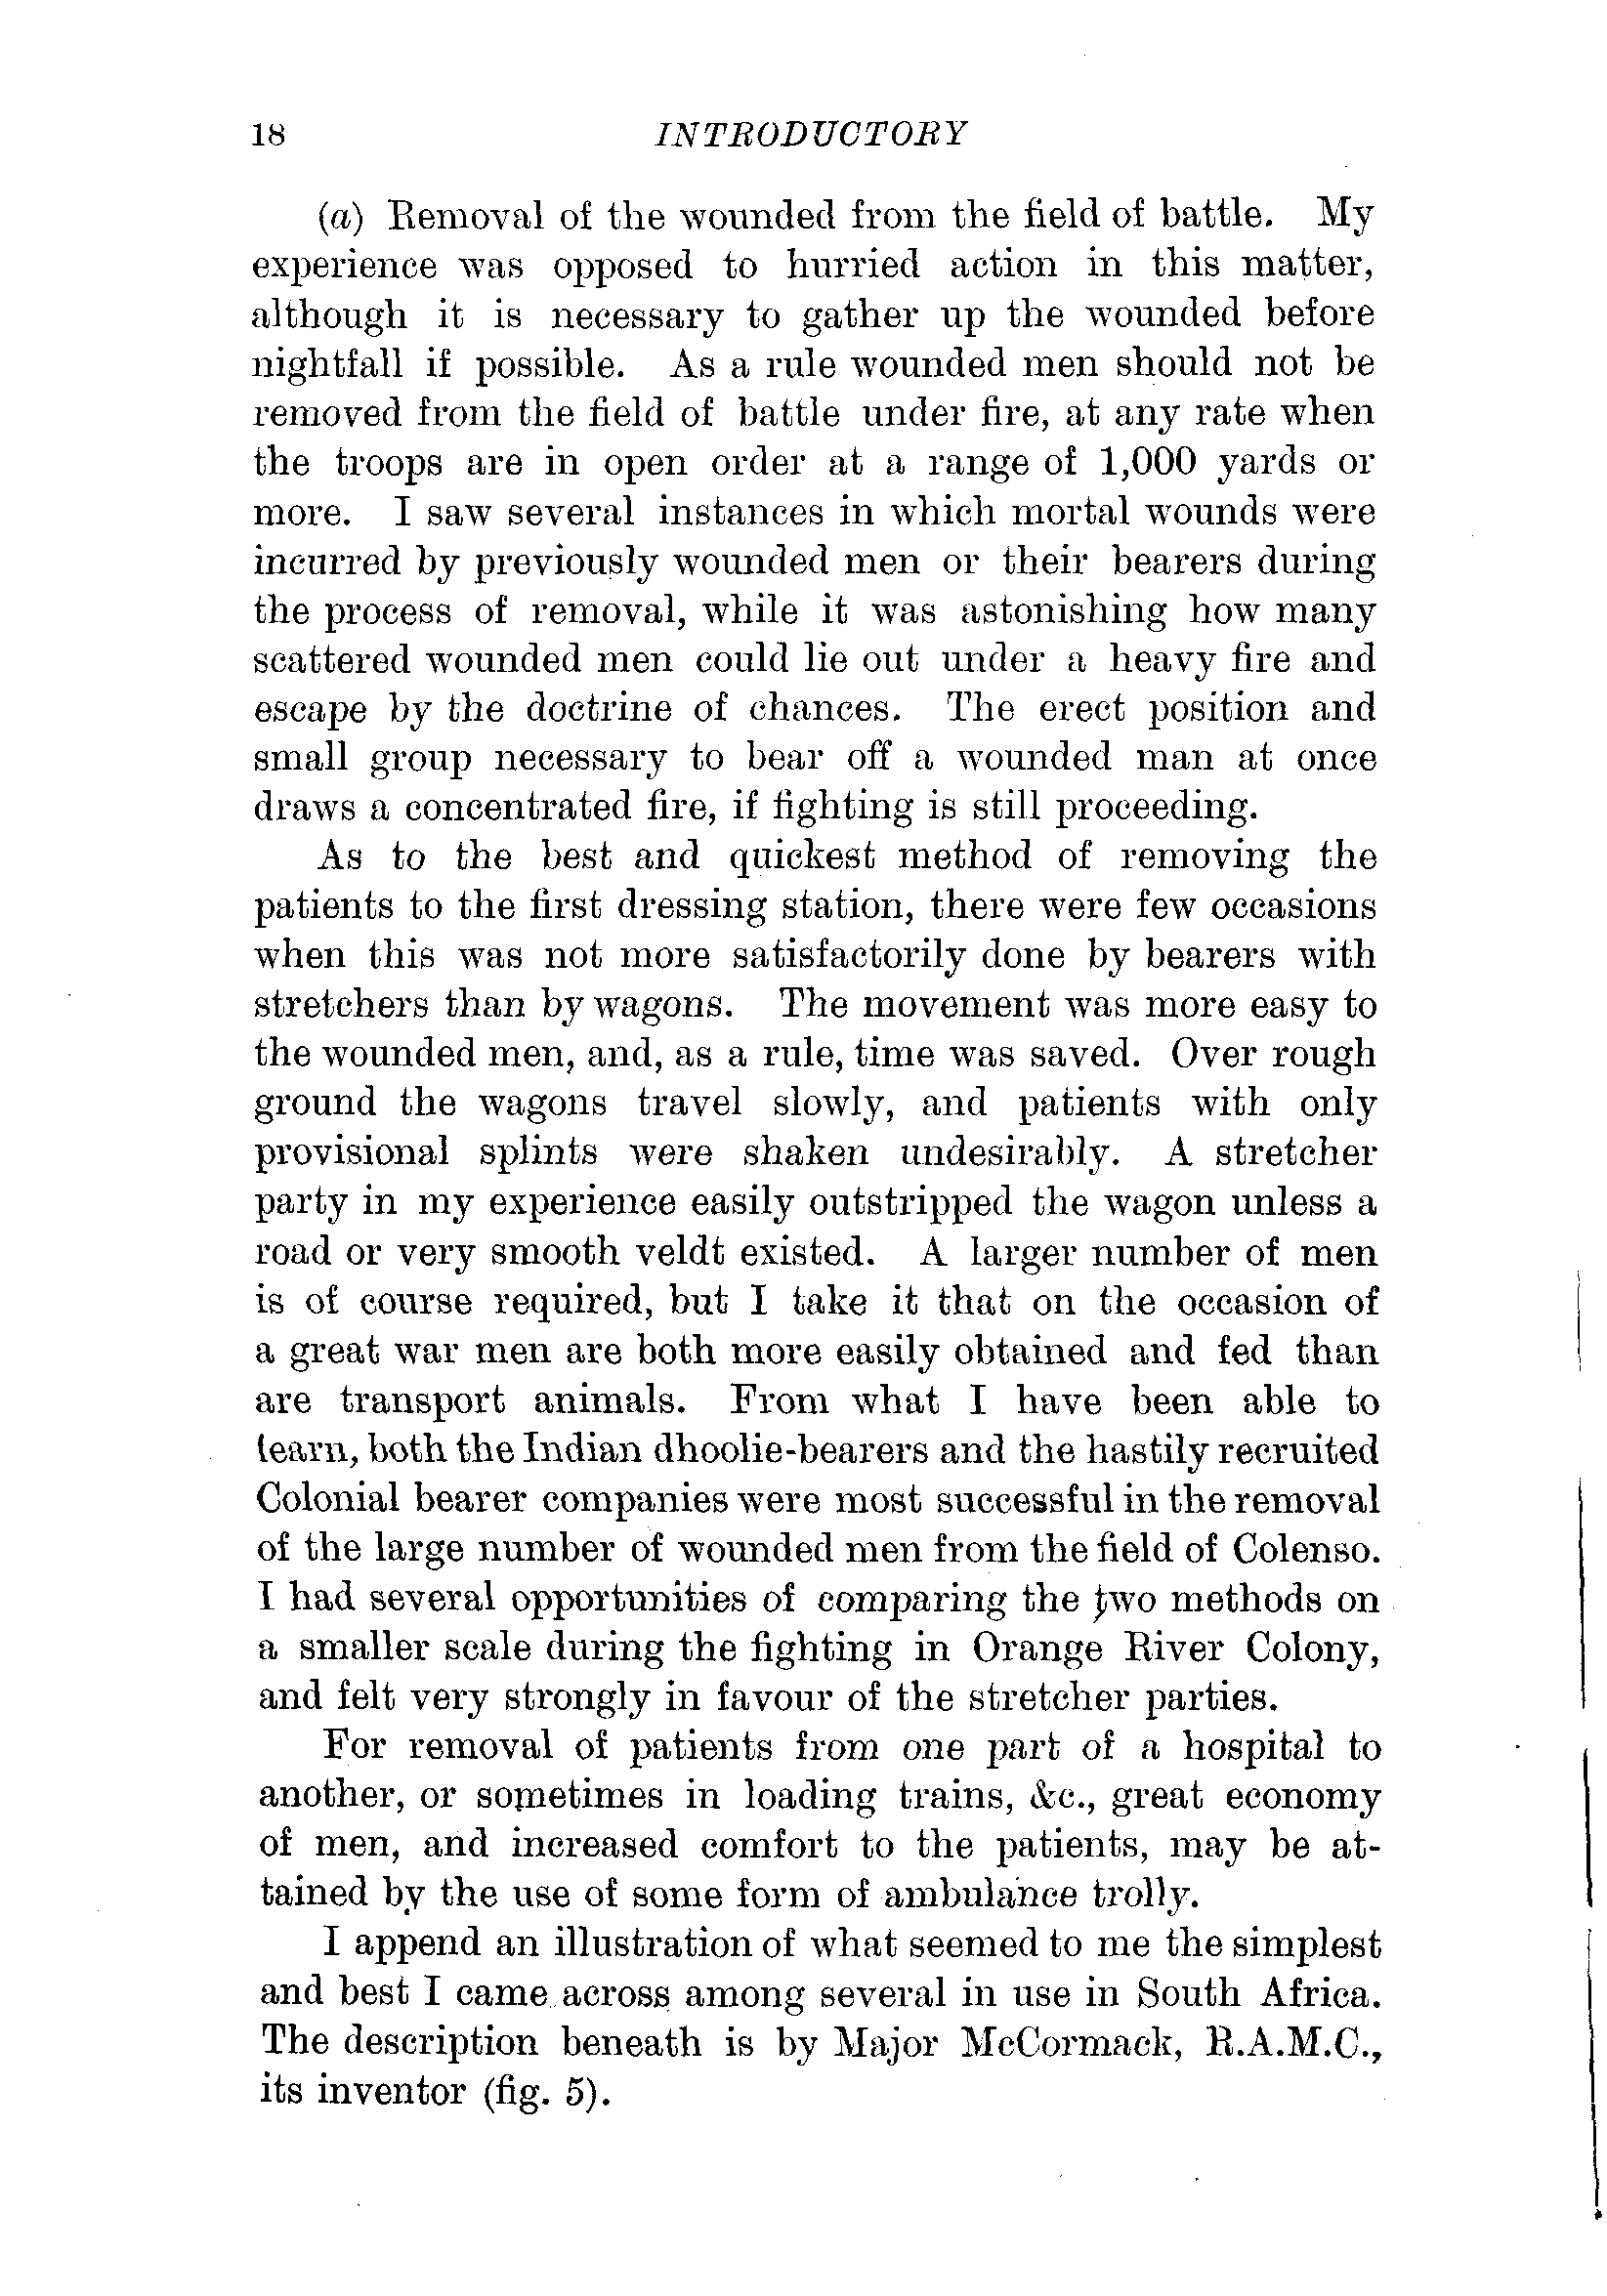 18 INTRODUCTORY
(a) Removal of the wounded from the field of battle. My
experience was opposed to hurried action in this matter,
although it is necessary to gather up the wounded before
nightfall if possible. As a rule wounded men should not be
removed from the field of battle under fire, at any rate when
the troops are in open order at a range of 1,000 yards or
more. I saw several instances in which mortal wounds were
incurred by previously wounded men or their bearers during
the process of removal, while it was astonishing how many
scattered wounded men could lie out under a heavy fire and
escape by the doctrine of chances. The erect position and
small group necessary to bear off a wounded man at once
draws a concentrated fire, if fighting is still proceeding.
As to the best and quickest method of removing the
patients to the first dressing station, there were few occasions
when this was not more satisfactorily done by bearers with
stretchers than by wagons. The movement was more easy to
the wounded men, and, as a rule, time was saved. Over rough
ground the wagons travel slowly, and patients with only
provisional splints were shaken undesirably. A stretcher
party in my experience easily outstripped the wagon unless a
road or very smooth veldt existed. A larger number of men
is of course required, but I take it that on the occasion of
a great war men are both more easily obtained and fed than
are transport animals. From what I have been able to
learn, both the Indian dhoolie-bearers and the hastily recruited
Colonial bearer companies were most successful in the removal
of the large number of wounded men from the field of Colenso.
I had several opportunities of comparing the two methods on
a smaller scale during the fighting in Orange River Colony,
and felt very strongly in favour of the stretcher parties.
For removal of patients from one part of a hospital to
another, or sometimes in loading trains, &c., great economy
of men, and increased comfort to the patients, may be at-
tained by the use of some form of ambulance trolly.
I append an illustration of what seemed to me the simplest
and best I came across among several in use in South Africa.
The description beneath is by Major McCormack, R.A.M.C.,
its inventor (fig. 5).